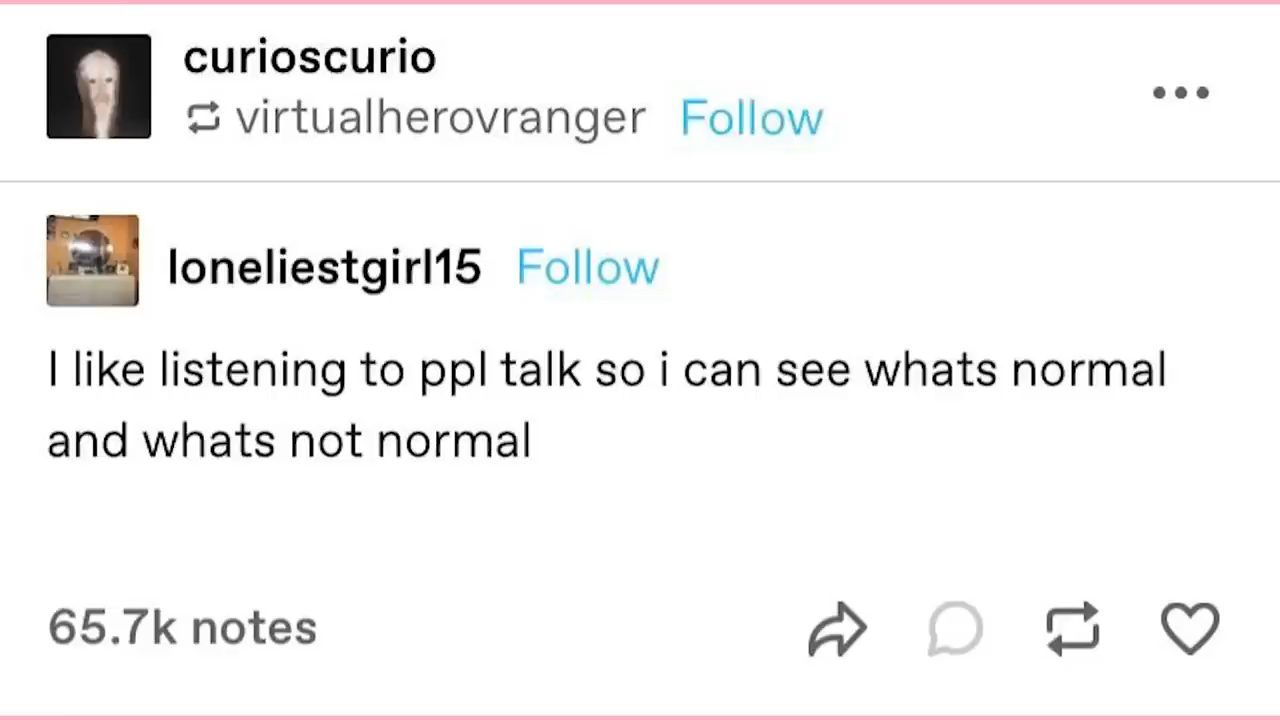 curioscurio
virtualherovranger Follow
loneliestgirl15 Follow
I like listening to ppl talk so i can see whats normal
and whats not normal
65.7k notes